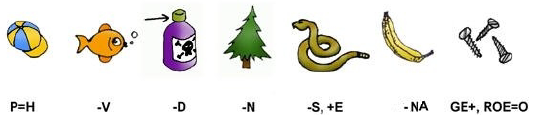 P=H -V -D -N -S, +E -NA GE+, ROE=O